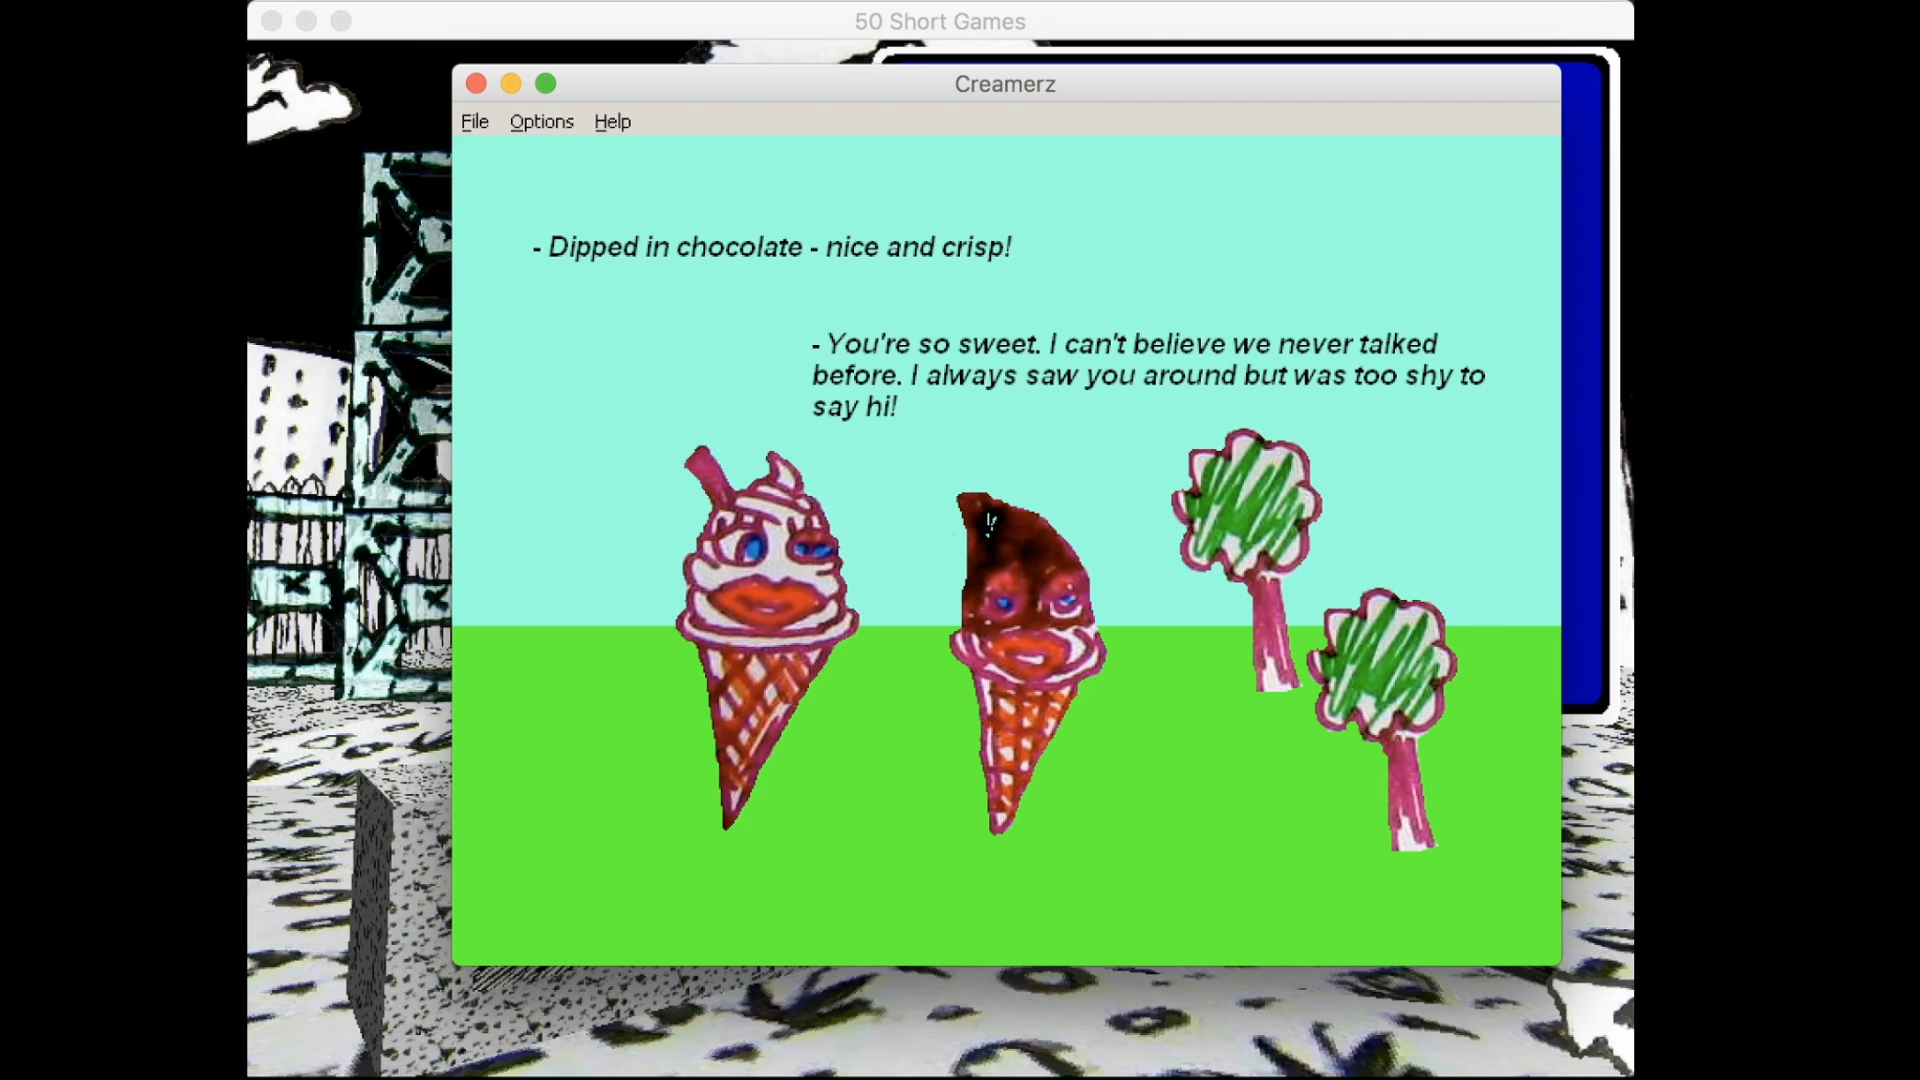 50 Short Games
Creamerz
File Options Help
- Dipped in chocolate - nice and crisp!
- You're so sweet. I can't believe we never talked
before. I always saw you around but was too shy to
say hi!